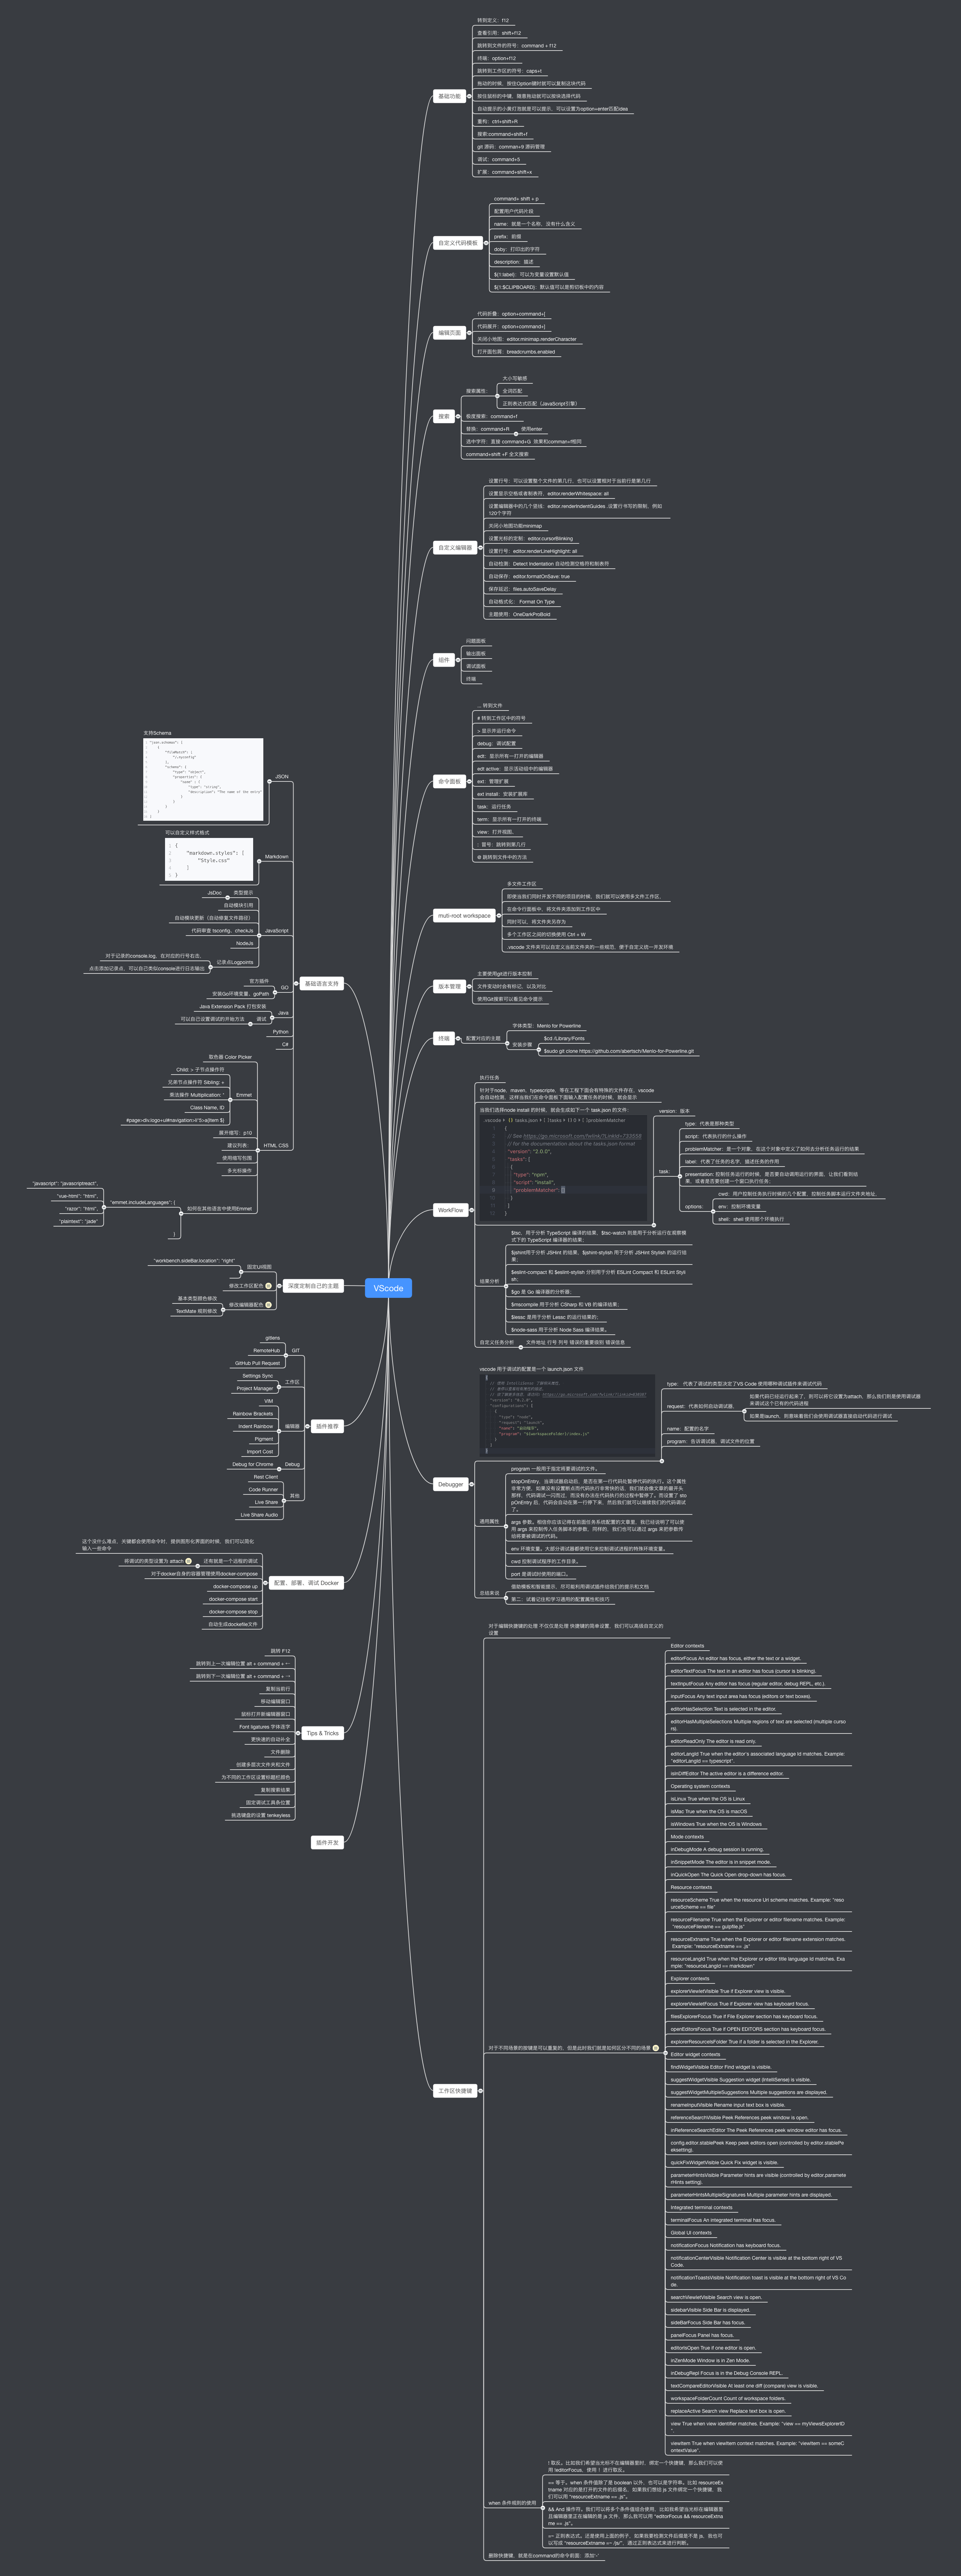 VScode
基础功能
转到定义：f12
查看引用：shift+f12
跳转到文件的符号：command + f12
终端：option+f12
跳转到工作区的符号：caps+t
拖动的时候，按住Option随时就可以复制这块代码
按住鼠标的中键，随意拖动就可以按块选择代码
自动提示的小黄灯泡就是可以提示，可以设置为option+enter匹配idea
重构：ctrl+shift+R
搜索:command+shift+f
git 源码：comman+9 源码管理
调试：command+5
扩展：command+shift+x
自定义代码模板
command+ shift + p
配置用户代码片段
name：就是一个名称，没有什么含义
prefix：前缀
doby：打印出的字符
description：描述
${1:label}：可以为变量设置默认值
${1:$CLIPBOARD}：默认值可以是剪切板中的内容
编辑页面
代码折叠：option+command+[
代码展开：option+command+]
关闭小地图：editor.minimap.renderCharacter
打开面包屑：breadcrumbs.enabled
搜索
搜索属性：
大小写敏感
全词匹配
正则表达式匹配（JavaScript引擎）
极度搜索：command+f
替换：command+R
使用enter
选中字符：直接 command+G 效果和comman+f相同
command+shift +F 全文搜索
自定义编辑器
设置行号：可以设置整个文件的第几行，也可以设置相对于当前行是第几行
设置显示空格或者制表符，editor.renderWhitespace: all
设置编辑器中的几个竖线：editor.renderIndentGuides ,设置行书写的限制，例如
120个字符
关闭小地图功能minimap
设置光标的定制：editor.cursorBlinking
设置行号：editor.renderLineHighlight: all
自动检测：Detect Indentation 自动检测空格符和制表符
自动保存：editor.formatOnSave: true
保存延迟：files.autoSaveDelay
自动格式化： Format On Type
主题使用：OneDarkProBold
组件
问题面板
输出面板
调试面板
终端
命令面板
... 转到文件
# 转到工作区中的符号
> 显示并运行命令
debug：调试配置
edt：显示所有一打开的编辑器
edt active：显示活动组中的编辑器
ext：管理扩展
ext install：安装扩展库
task：运行任务
term：显示所有一打开的终端
view：打开视图，
：冒号：跳转到第几行
@ 跳转到文件中的方法
muti-root workspace
多文件工作区
即使当我们同时开发不同的项目的时候，我们就可以使用多文件工作区，
在命令行面板中，将文件夹添加到工作区中
同时可以，将文件夹另存为
多个工作区之间的切换使用 Ctrl + W
.vscode 文件夹可以自定义当前文件夹的一些规范，便于自定义统一开发环境
版本管理
主要使用git进行版本控制
文件变动时会有标记，以及对比
使用Git搜索可以看见命令提示
终端
配置对应的主题
字体类型：Menlo for Powerline
安装步骤
$cd /Library/Fonts
$sudo git clone https://github.com/abertsch/Menlo-for-Powerline.git
WorkFlow
执行任务
针对于node、maven、typescripte，等在工程下面会有特殊的文件存在，vscode
会自动检测，这样当我们在命令面板下面输入配置任务的时候，就会显示
当我们选择node install 的时候，就会生成如下一个 task.json 的文件：
.vscode ▸ {} tasks.json ▸ [ ]tasks ▸ {} 0 ▸ [ ]problemMatcher
{
// See https://go.microsoft.com/fwlink/?LinkId=733558
// for the documentation about the tasks.json format
"version": "2.0.0",
"tasks": [
{
"type": "npm",
"script": "install",
"problemMatcher": []
}
]
}
task：
version：版本
type：代表是那种类型
script：代表执行的什么操作
problemMatcher：是一个对象，在这个对象中定义了如何去分析任务运行的结果
label：代表了任务的名字，描述任务的作用
presentation: 控制任务运行的时候，是否要自动调用运行的界面，让我们看到结
果，或者是否要创建一个窗口执行任务；
options:
cwd：用户控制任务执行时候的几个配置，控制任务脚本运行文件夹地址，
env：控制环境变量
shell：shell 使用那个环境执行
结果分析
$tsc，用于分析 TypeScript 编译的结果，$tsc-watch 则是用于分析运行在观察模
式下的 TypeScript 编译器的结果；
$jshint用于分析 JSHint 的结果，$jshint-stylish 用于分析 JSHint Stylish 的运行结
果；
$eslint-compact 和 $eslint-stylish 分别用于分析 ESLint Compact 和 ESLint Styli
sh;
$go 是 Go 编译器的分析器；
$mscompile 用于分析 CSharp 和 VB 的编译结果；
$lessc 是用于分析 Lessc 的运行结果的；
$node-sass 用于分析 Node Sass 编译结果。
自定义任务分析
文件地址 行号 列号 错误的重要级别 错误信息
Debugger
vscode 用于调试的配置是一个 launch.json 文件
"version": "0.2.0",
"configurations": [
"type": "node",
"request": "launch",
"name": "启动程序",
"program": "${workspaceFolder}/index.js"
type： 代表了调试的类型决定了VS Code 使用哪种调试插件来调试代码
request：代表如何启动调试器，
如果代码已经运行起来了，则可以将它设置为attach，那么我们则是使用调试器
来调试这个已有的代码进程
如果是launch，则意味着我们会使用调试器直接启动代码进行调试
name：配置的名字
program：告诉调试器，调试文件的位置
通用属性
program 一般用于指定将要调试的文件。
stopOnEntry，当调试器启动后，是否在第一行代码处暂停代码的执行。这个属性
非常方便，如果没有设置断点而代码执行非常快的话，我们就会像文章的最开头
那样，代码调试一闪而过，而没有办法在代码执行的过程中暂停了。而设置了 sto
pOnEntry 后，代码会自动在第一行停下来，然后我们就可以继续我们的代码调试
了。
args 参数。相信你应该记得在前面任务系统配置的文章里，我已经说明了可以使
用 args 来控制传入任务脚本的参数，同样的，我们也可以通过 args 来把参数传
给将要被调试的代码。
env 环境变量。大部分调试器都使用它来控制调试进程的特殊环境变量。
cwd 控制调试程序的工作目录。
port 是调试时使用的端口。
总结来说
借助模板和智能提示，尽可能利用调试插件给我们的提示和文档
第二：试着记住和学习通用的配置属性和技巧
工作区快捷键
对于编辑快捷键的处理 不仅仅是处理 快捷键的简单设置，我们可以高级自定义的
设置
对于不同场景的按键是可以重复的，但是此时我们就是如何区分不同的场景
Editor contexts
editorFocus An editor has focus, either the text or a widget.
editorTextFocus The text in an editor has focus (cursor is blinking).
textInputFocus Any editor has focus (regular editor, debug REPL, etc.).
inputFocus Any text input area has focus (editors or text boxes).
editorHasSelection Text is selected in the editor.
editorHasMultipleSelections Multiple regions of text are selected (multiple curso
rs).
editorReadOnly The editor is read only.
editorLangId True when the editor's associated language Id matches. Example:
"editorLangId == typescript".
isInDiffEditor The active editor is a difference editor.
Operating system contexts
isLinux True when the OS is Linux
isMac True when the OS is macOS
isWindows True when the OS is Windows
Mode contexts
inDebugMode A debug session is running.
inSnippetMode The editor is in snippet mode.
inQuickOpen The Quick Open drop-down has focus.
Resource contexts
resourceScheme True when the resource Uri scheme matches. Example: "reso
urceScheme == file"
resourceFilename True when the Explorer or editor filename matches. Example:
"resourceFilename == gulpfile.js"
resourceExtname True when the Explorer or editor filename extension matches.
Example: "resourceExtname == .js"
resourceLangId True when the Explorer or editor title language Id matches. Exa
mple: "resourceLangId == markdown"
Explorer contexts
explorerViewletVisible True if Explorer view is visible.
explorerViewletFocus True if Explorer view has keyboard focus.
filesExplorerFocus True if File Explorer section has keyboard focus.
openEditorsFocus True if OPEN EDITORS section has keyboard focus.
explorerResourceIsFolder True if a folder is selected in the Explorer.
Editor widget contexts
findWidgetVisible Editor Find widget is visible.
suggestWidgetVisible Suggestion widget (IntelliSense) is visible.
suggestWidgetMultipleSuggestions Multiple suggestions are displayed.
renameInputVisible Rename input text box is visible.
referenceSearchVisible Peek References peek window is open.
inReferenceSearchEditor The Peek References peek window editor has focus.
config.editor.stablePeek Keep peek editors open (controlled by editor.stablePe
eksetting).
quickFixWidgetVisible Quick Fix widget is visible.
parameterHintsVisible Parameter hints are visible (controlled by editor.paramete
rHints setting).
parameterHintsMultipleSignatures Multiple parameter hints are displayed.
Integrated terminal contexts
terminalFocus An integrated terminal has focus.
Global UI contexts
notificationFocus Notification has keyboard focus.
notificationCenterVisible Notification Center is visible at the bottom right of VS
Code.
notificationToastsVisible Notification toast is visible at the bottom right of VS Co
de.
searchViewletVisible Search view is open.
sidebarVisible Side Bar is displayed.
sideBarFocus Side Bar has focus.
panelFocus Panel has focus.
editorIsOpen True if one editor is open.
inZenMode Window is in Zen Mode.
inDebugRepl Focus is in the Debug Console REPL.
textCompareEditorVisible At least one diff (compare) view is visible.
workspaceFolderCount Count of workspace folders.
replaceActive Search view Replace text box is open.
view True when view identifier matches. Example: "view == myViewsExplorerID
".
viewItem True when viewItem context matches. Example: "viewItem == someC
ontextValue"
when 条件规则的使用
! 取反。比如我们希望当光标不在编辑器里时，绑定一个快捷键，那么我们可以使
用 !editorFocus，使用 ！进行取反。
== 等于。when 条件值除了是 boolean 以外，也可以是字符串。比如 resourceEx
tname 对应的是打开的文件的后缀名，如果我们想给 js 文件绑定一个快捷键，我
们可以用 "resourceExtname == .js"。
&& And 操作符。我们可以将多个条件值组合使用，比如我希望当光标在编辑器里
且编辑器里正在编辑的是 js 文件，那么我可以用 "editorFocus && resourceExtna
me == .js"。
=~ 正则表达式。还是使用上面的例子，如果我要检测文件后缀是不是 js，我也可
以写成 "resourceExtname =~ /js/"，通过正则表达式来进行判断。
删除快捷键，就是在command的命令前面：添加'-'
基础语言支持
JSON
支持Schema
"json.schemas": [
"fileMatch": [
"/.myconfig"
"schema": {
"type": "object",
"properties": {
"name" : {
"type": "string",
"description": "The name of the entry"
Markdown
可以自定义样式格式
{
"markdown.styles": [
"Style.css"
]
}
JavaScript
类型提示
JsDoc
自动模块引用
自动模块更新（自动修复文件路径）
代码审查 tsconfig、checkJs
NodeJs
记录点Logpoints
对于记录的console.log，在对应的行号右击，
点击添加记录点，可以自己类似console进行日志输出
GO
官方插件
安装Go环境变量，goPath
Java
Java Extension Pack 打包安装
调试
可以自己设置调试的开始方法
Python
C#
HTML CSS
取色器 Color Picker
Emmet
Child: > 子节点操作符
兄弟节点操作符 Sibling: +
乘法操作 Multiplication: *
Class Name, ID
#page>div.logo+ul#navigation>li*5>a{Item $}
展开缩写：p10
建议列表：
使用缩写包围
多光标操作
如何在其他语言中使用Emmet
"emmet.includeLanguages": {
"javascript": "javascriptreact",
"vue-html": "html",
"razor": "html",
"plaintext": "jade"
}
深度定制自己的主题
固定UI视图
"workbench.sideBar.location": "right"
修改工作区配色
修改编辑器配色
基本类型颜色修改
TextMate 规则修改
插件推荐
GIT
gitlens
RemoteHub
GitHub Pull Request
工作区
Settings Sync
Project Manager
编辑器
VIM
Rainbow Brackets
Indent Rainbow
Pigment
Import Cost
Debug
Debug for Chrome
其他
Rest Client
Code Runner
Live Share
Live Share Audio
配置、部署、调试 Docker
这个没什么难点，关键都会使用命令时，提供图形化界面的时候，我们可以简化
输入一些命令
还有就是一个远程的调试
将调试的类型设置为 attach
对于docker自身的容器管理使用docker-compose
docker-compose up
docker-compose start
docker-compose stop
自动生成dockefile文件
Tips & Tricks
跳转 F12
跳转到上一次编辑位置 alt + command + ←
跳转到下一次编辑位置 alt + command + →
复制当前行
移动编辑窗口
鼠标打开新编辑器窗口
Font ligatures 字体连字
更快速的自动补全
文件删除
创建多层次文件夹和文件
为不同的工作区设置标题栏颜色
复制搜索结果
固定调试工具条位置
候选键盘的设置 tenkeyless
插件开发